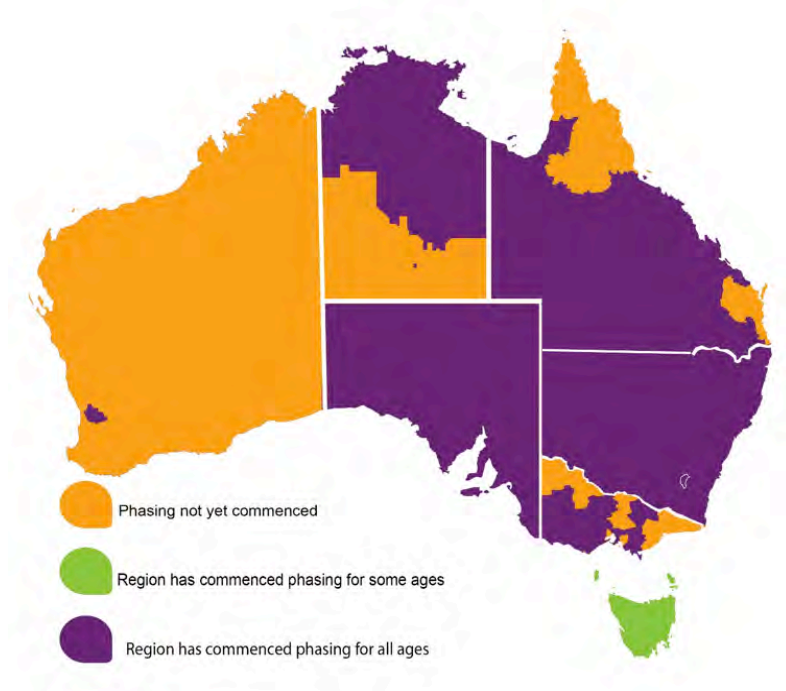 Phasing not yet commenced
Region has commenced phasing for some ages
Region has commenced phasing for all ages